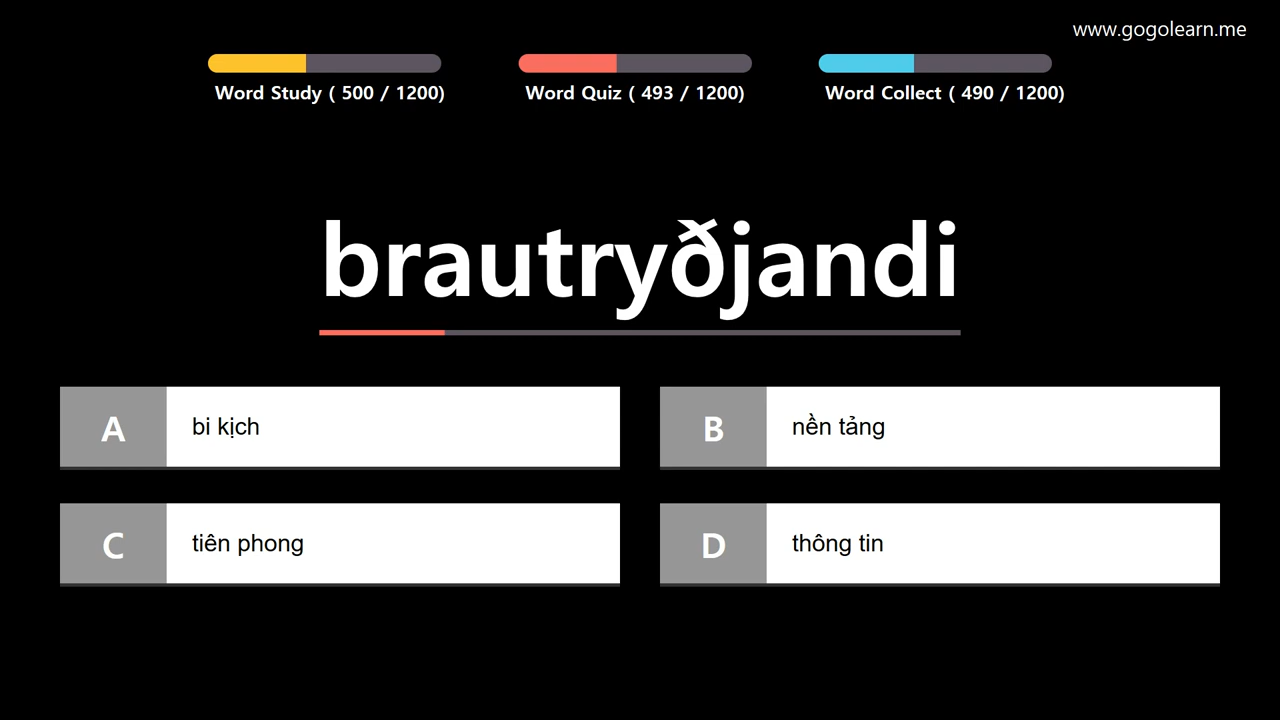 www.gogolearn.me
Word Study ( 500 / 1200)
Word Quiz ( 493 / 1200)
Word Collect ( 490 / 1200)
brautryðjandi
A bi kịch
B nền tảng
C tiên phong
D thông tin